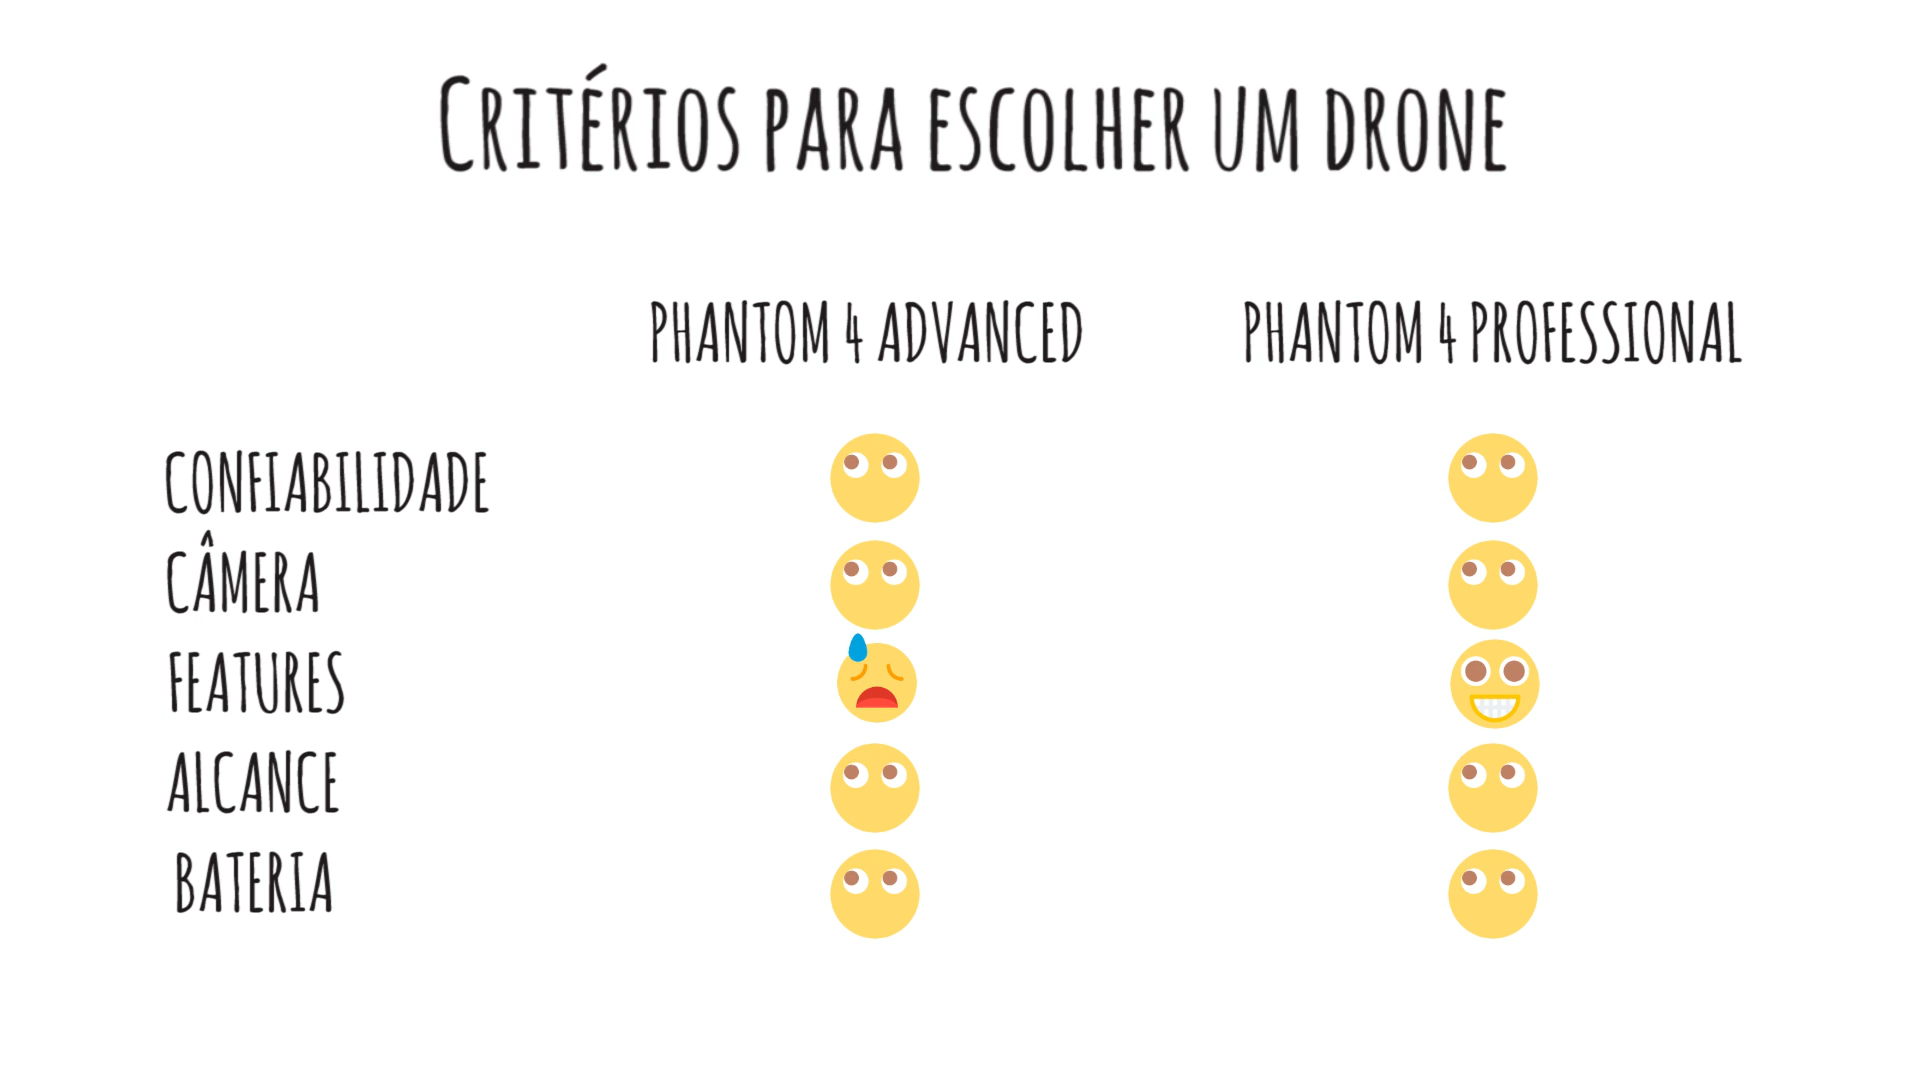 Critérios para escolher um drone
PHANTOM 4 ADVANCED
PHANTOM 4 PROFESSIONAL
CONFIABILIDADE
CÂMERA
FEATURES
ALCANCE
BATERIA